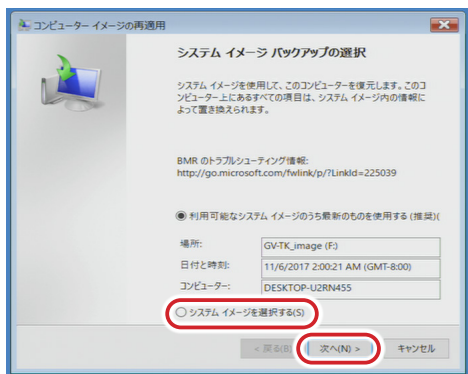 コンピューター イメージの再適用
システム イメージ バックアップの選択
システム イメージを使用して、このコンピューターを復元します。このコ
ンピューター上にあるすべての項目は、システム イメージ内の情報に
よって置き換えられます。
BMR のトラブルシューティング情報:
http://go.microsoft.com/fwlink/p/?LinkId=225039
利用可能なシステム イメージのうち最新のものを使用する (推奨)(
場所: GV-TK_image (F:)
日付と時刻: 11/6/2017 2:00:21 AM (GMT-8:00)
コンピューター: DESKTOP-U2RN455
システム イメージを選択する(S)
< 戻る(B) 次へ(N) > キャンセル